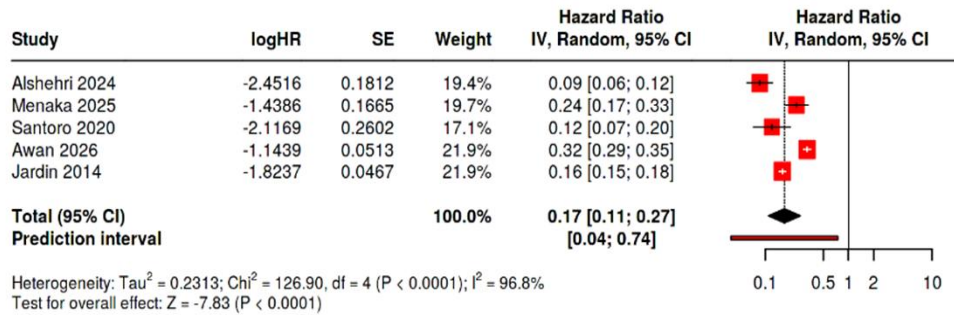 Hazard Ratio Hazard Ratio
Study logHR SE Weight IV, Random, 95% CI IV, Random, 95% CI
Alshehri 2024 -2.4516 0.1812 19.4% 0.09 [0.06; 0.12]
Menaka 2025 -1.4386 0.1665 19.7% 0.24 [0.17; 0.33]
Santoro 2020 -2.1169 0.2602 17.1% 0.12 [0.07; 0.20]
Awan 2026 -1.1439 0.0513 21.9% 0.32 [0.29; 0.35]
Jardin 2014 -1.8237 0.0467 21.9% 0.16 [0.15; 0.18]
Total (95% CI) 100.0% 0.17 [0.11; 0.27]
Prediction interval [0.04; 0.74]
Heterogeneity: Tau² = 0.2313; Chi² = 126.90, df = 4 (P < 0.0001); I² = 96.8%
0.1 0.5 1 2 10
Test for overall effect: Z = -7.83 (P < 0.0001)